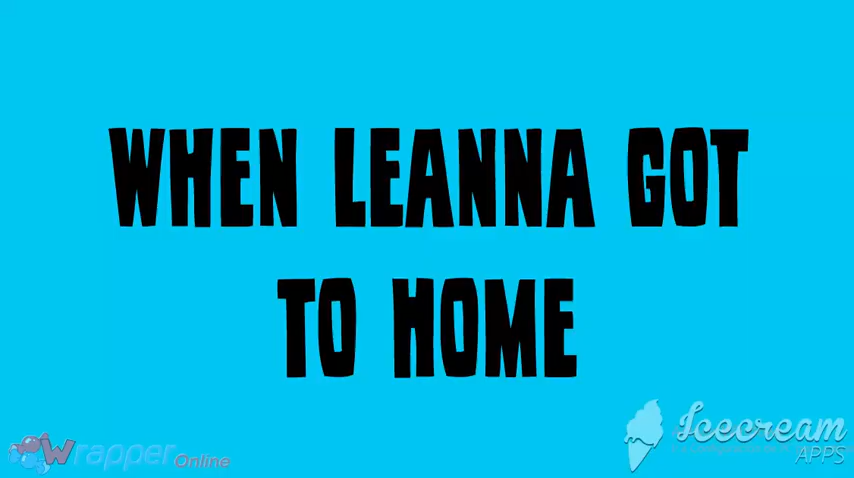 WHEN LEANNA GOT
TO HOME
Wrapper Online
Icecream
APPS